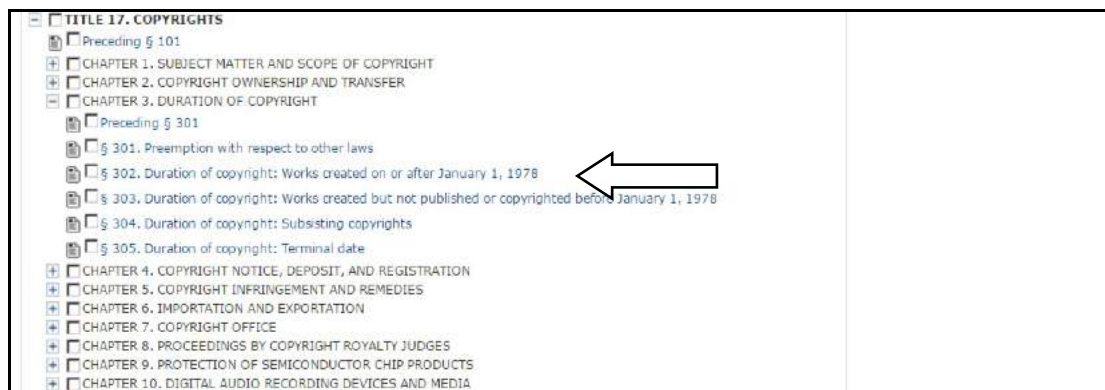 TITLE 17. COPYRIGHTS
Preceding § 101
CHAPTER 1. SUBJECT MATTER AND SCOPE OF COPYRIGHT
CHAPTER 2. COPYRIGHT OWNERSHIP AND TRANSFER
CHAPTER 3. DURATION OF COPYRIGHT
Preceding § 301
§ 301. Preemption with respect to other laws
§ 302. Duration of copyright: Works created on or after January 1, 1978
§ 303. Duration of copyright: Works created but not published or copyrighted before January 1, 1978
§ 304. Duration of copyright: Subsisting copyrights
§ 305. Duration of copyright: Terminal date
CHAPTER 4. COPYRIGHT NOTICE, DEPOSIT, AND REGISTRATION
CHAPTER 5. COPYRIGHT INFRINGEMENT AND REMEDIES
CHAPTER 6. IMPORTATION AND EXPORTATION
CHAPTER 7. COPYRIGHT OFFICE
CHAPTER 8. PROCEEDINGS BY COPYRIGHT ROYALTY JUDGES
CHAPTER 9. PROTECTION OF SEMICONDUCTOR CHIP PRODUCTS
CHAPTER 10. DIGITAL AUDIO RECORDING DEVICES AND MEDIA